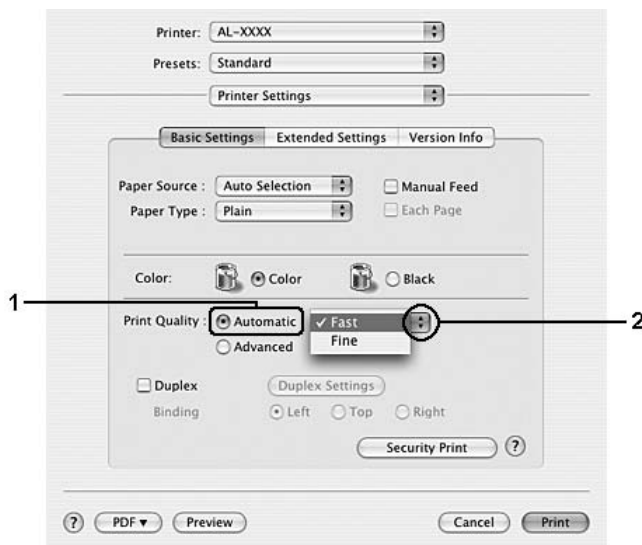 Printer: AL-XXXX
Presets: Standard
Printer Settings
Basic Settings Extended Settings Version Info
Paper Source : Auto Selection Manual Feed
Paper Type : Plain Each Page
Color: Color Black
1
Print Quality : Automatic ✓ Fast 2
Advanced Fine
Duplex Duplex Settings
Binding Left Top Right
Security Print ?
? PDF ▼ Preview Cancel Print